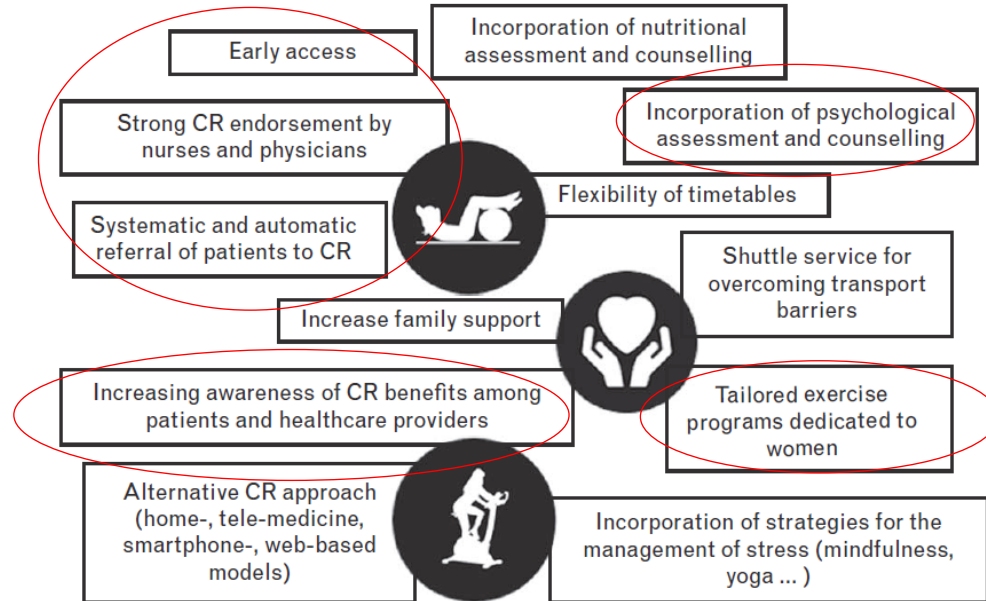 Early access
Incorporation of nutritional
assessment and counselling
Strong CR endorsement by
nurses and physicians
Incorporation of psychological
assessment and counselling
Flexibility of timetables
Systematic and automatic
referral of patients to CR
Shuttle service for
overcoming transport
barriers
Increase family support
Increasing awareness of CR benefits among
patients and healthcare providers
Tailored exercise
programs dedicated to
women
Alternative CR approach
(home-, tele-medicine,
smartphone-, web-based
models)
Incorporation of strategies for the
management of stress (mindfulness,
yoga ... )